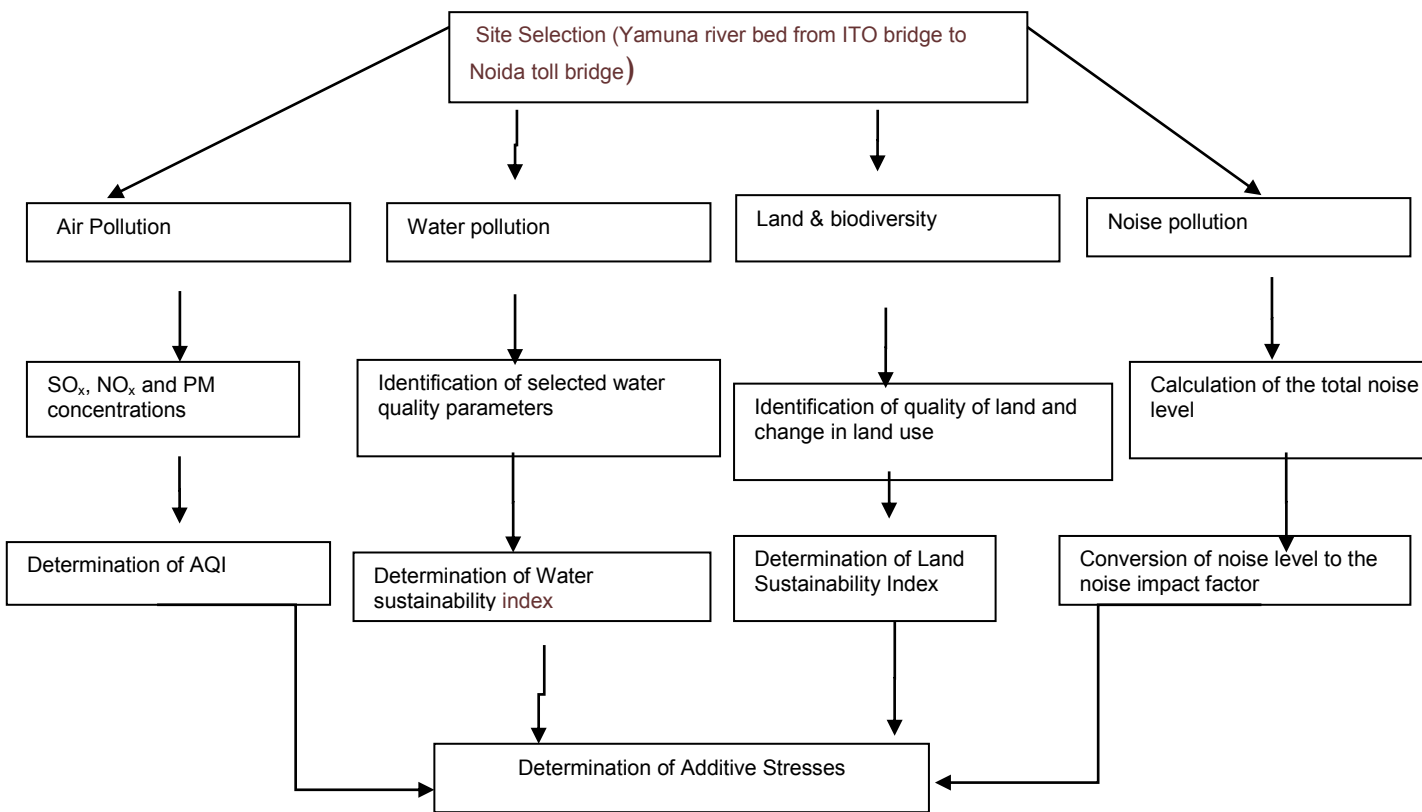 Site Selection (Yamuna river bed from ITO bridge to
Noida toll bridge)
Air Pollution
Water pollution
Land & biodiversity
Noise pollution
SOₓ, NOₓ and PM
concentrations
Identification of selected water
quality parameters
Identification of quality of land and
change in land use
Calculation of the total noise
level
Determination of AQI
Determination of Water
sustainability index
Determination of Land
Sustainability Index
Conversion of noise level to the
noise impact factor
Determination of Additive Stresses